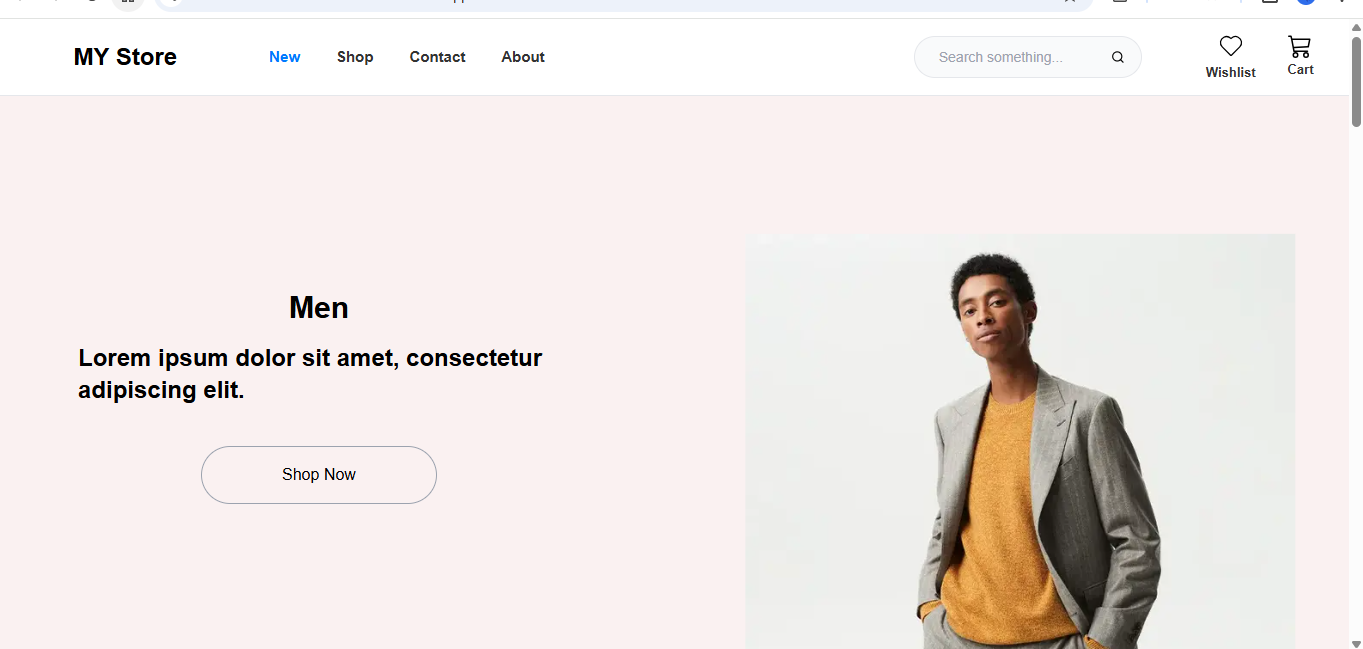 MY Store
New
Shop
Contact
About
Search something...
Wishlist
Cart
Men
Lorem ipsum dolor sit amet, consectetur
adipiscing elit.
Shop Now